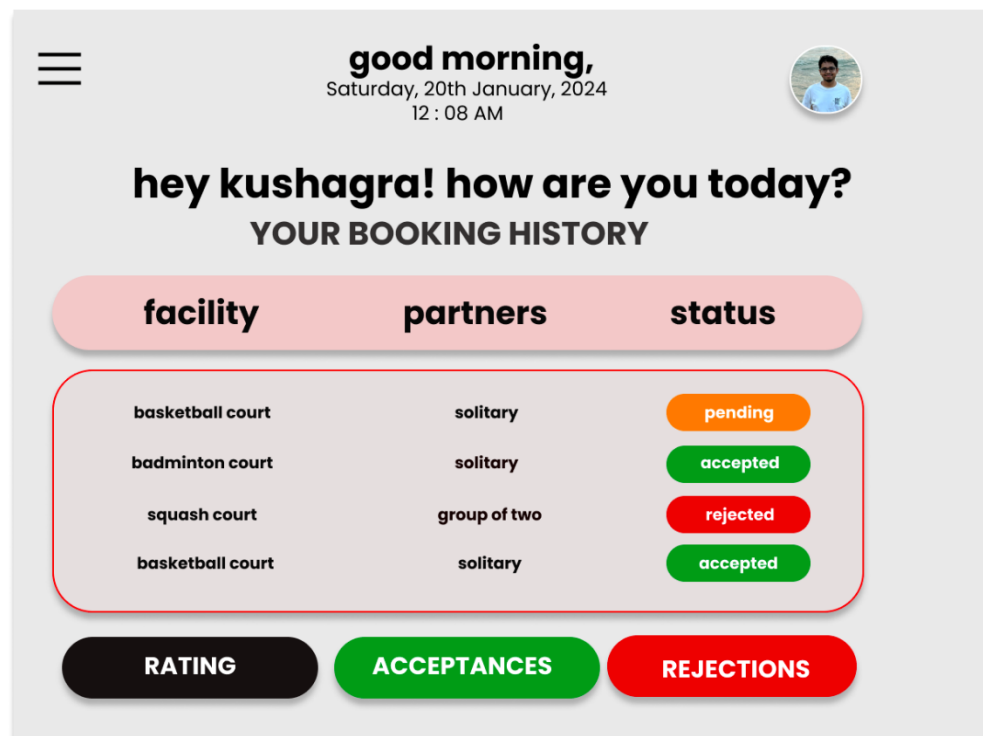 good morning,
Saturday, 20th January, 2024
12 : 08 AM
hey kushagra! how are you today?
YOUR BOOKING HISTORY
facility partners status
basketball court solitary pending
badminton court solitary accepted
squash court group of two rejected
basketball court solitary accepted
RATING ACCEPTANCES REJECTIONS